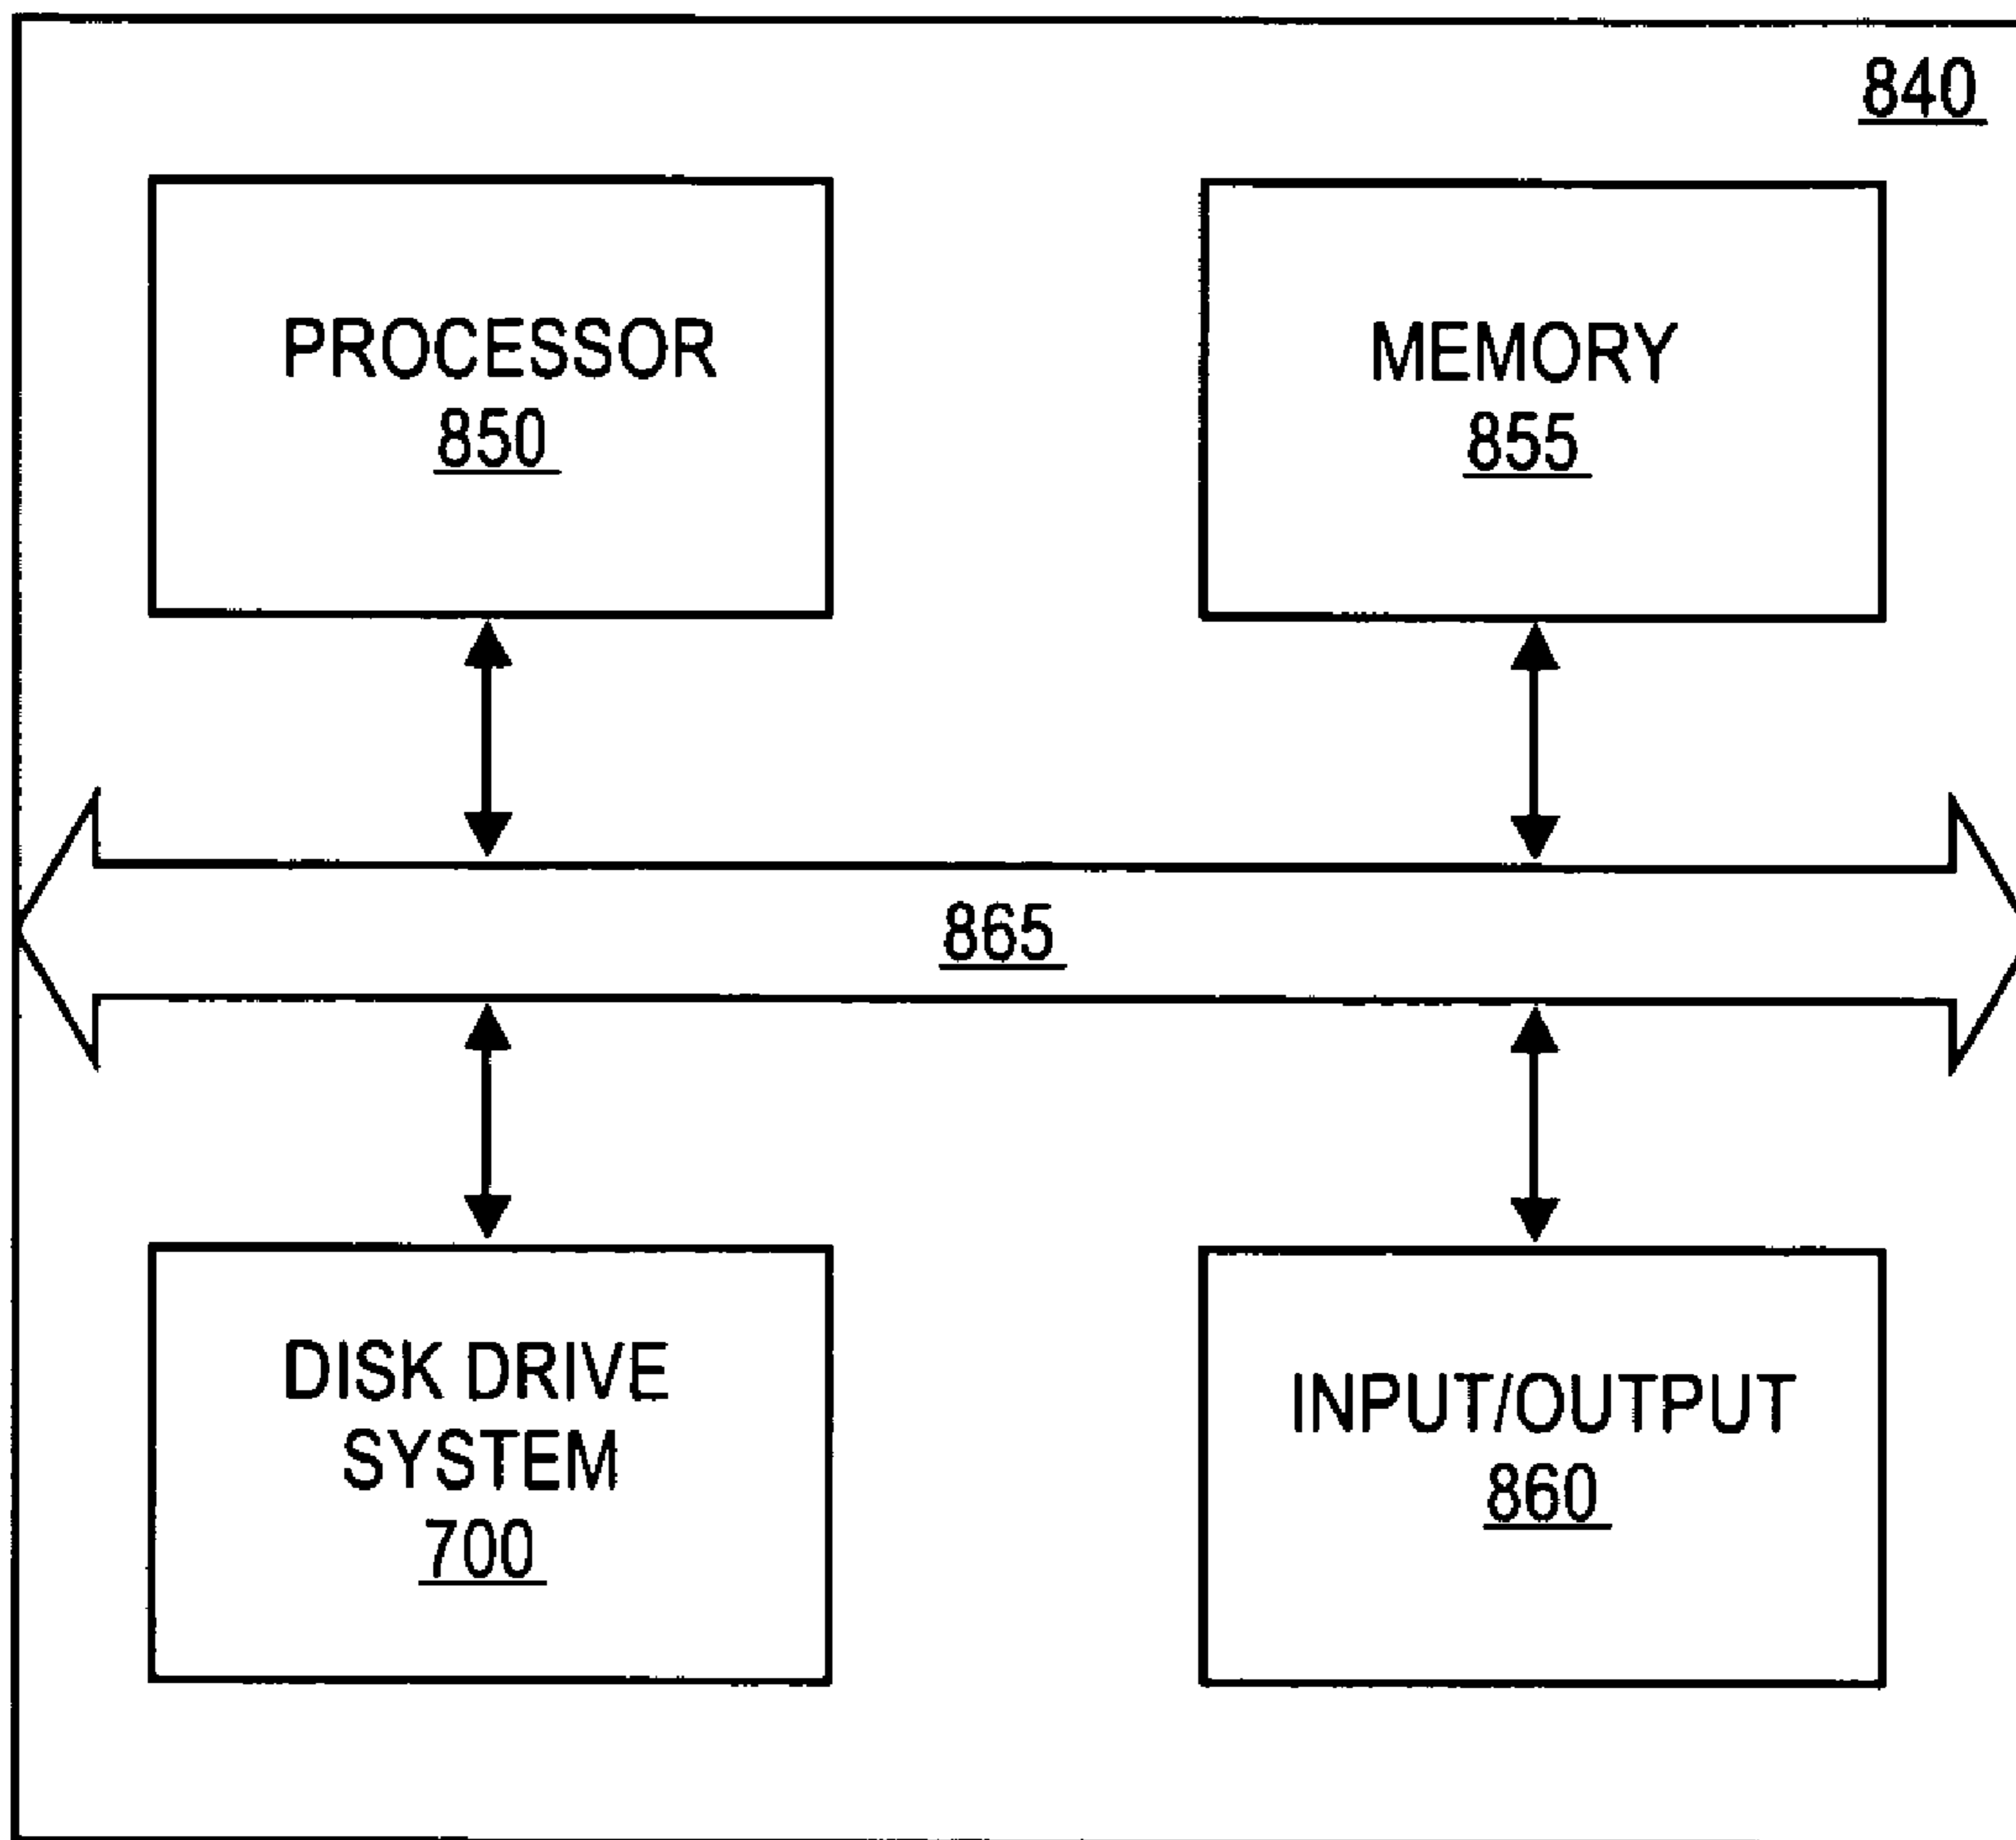 840
PROCESSOR
850
MEMORY
855
865
DISK DRIVE
SYSTEM
700
INPUT/OUTPUT
860